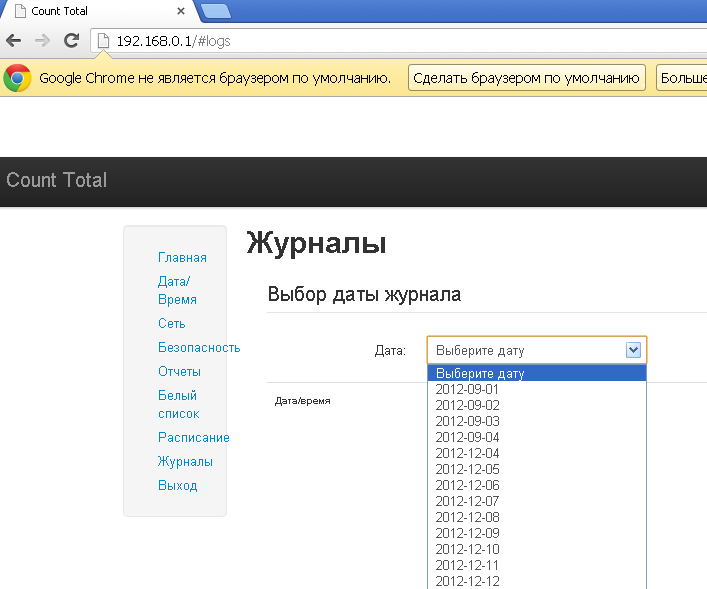 Count Total
192.168.0.1/#logs
Google Chrome не является браузером по умолчанию. Сделать браузером по умолчанию Больше
Count Total
Главная
Дата/
Время
Сеть
Безопасность
Отчеты
Белый
список
Расписание
Журналы
Выход
Журналы
Выбор даты журнала
Дата: Выберите дату
Выберите дату
2012-09-01
2012-09-02
2012-09-03
2012-09-04
2012-12-04
2012-12-05
2012-12-06
2012-12-07
2012-12-08
2012-12-09
2012-12-10
2012-12-11
2012-12-12
Дата/время